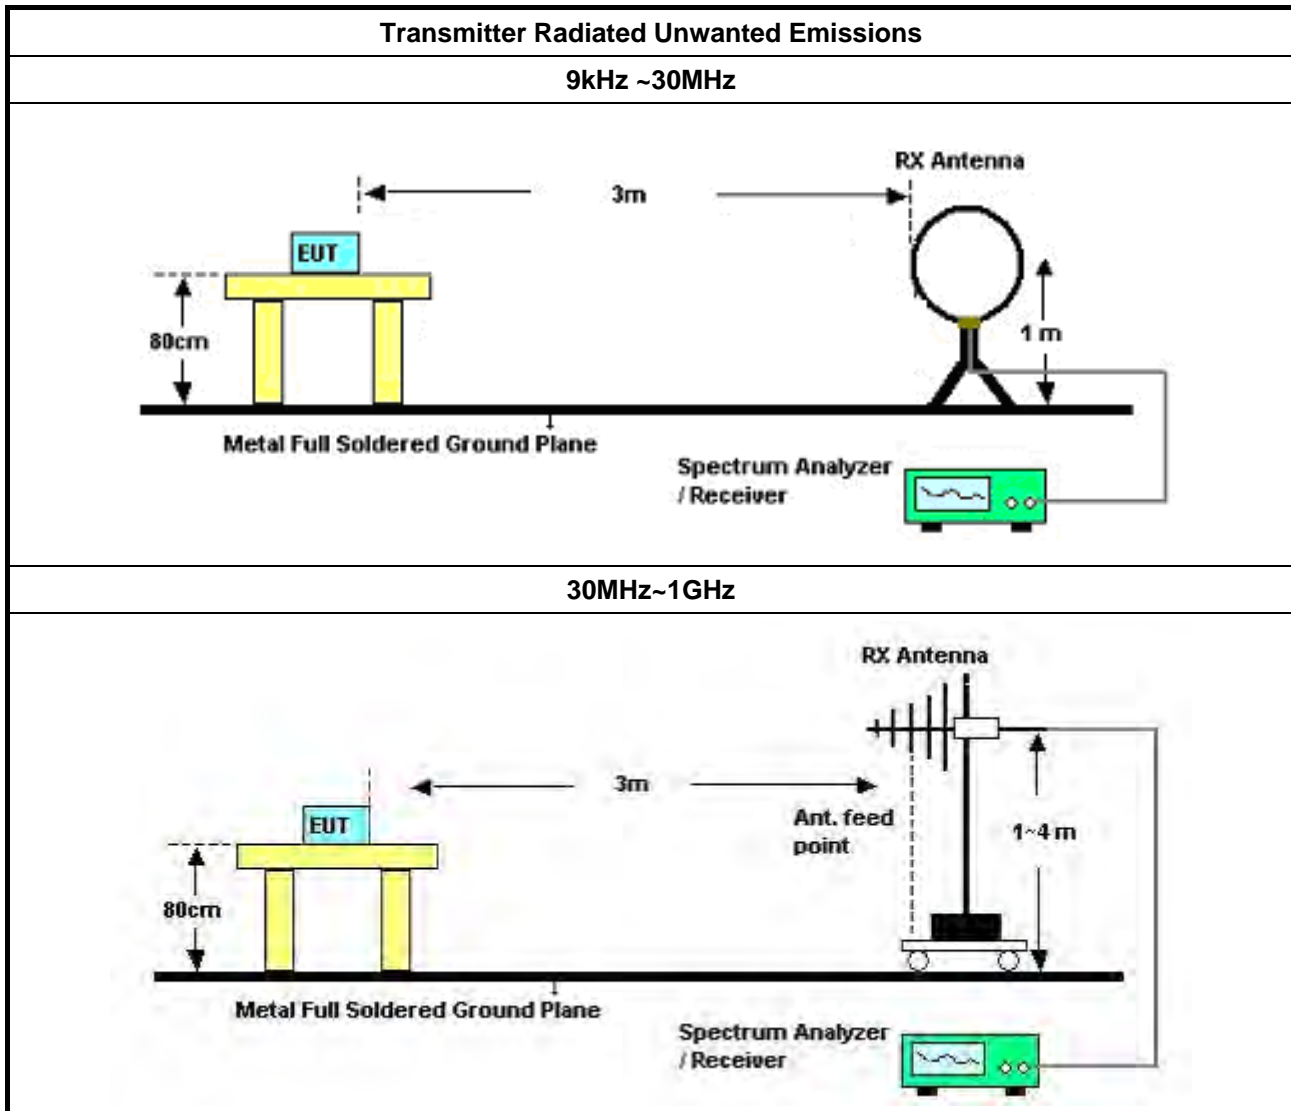 Transmitter Radiated Unwanted Emissions
9kHz ~30MHz
RX Antenna
3m
EUT
80cm
1 m
Metal Full Soldered Ground Plane
Spectrum Analyzer
/ Receiver
30MHz~1GHz
RX Antenna
3m
EUT
Ant. feed
point
1~4 m
80cm
Metal Full Soldered Ground Plane
Spectrum Analyzer
/ Receiver